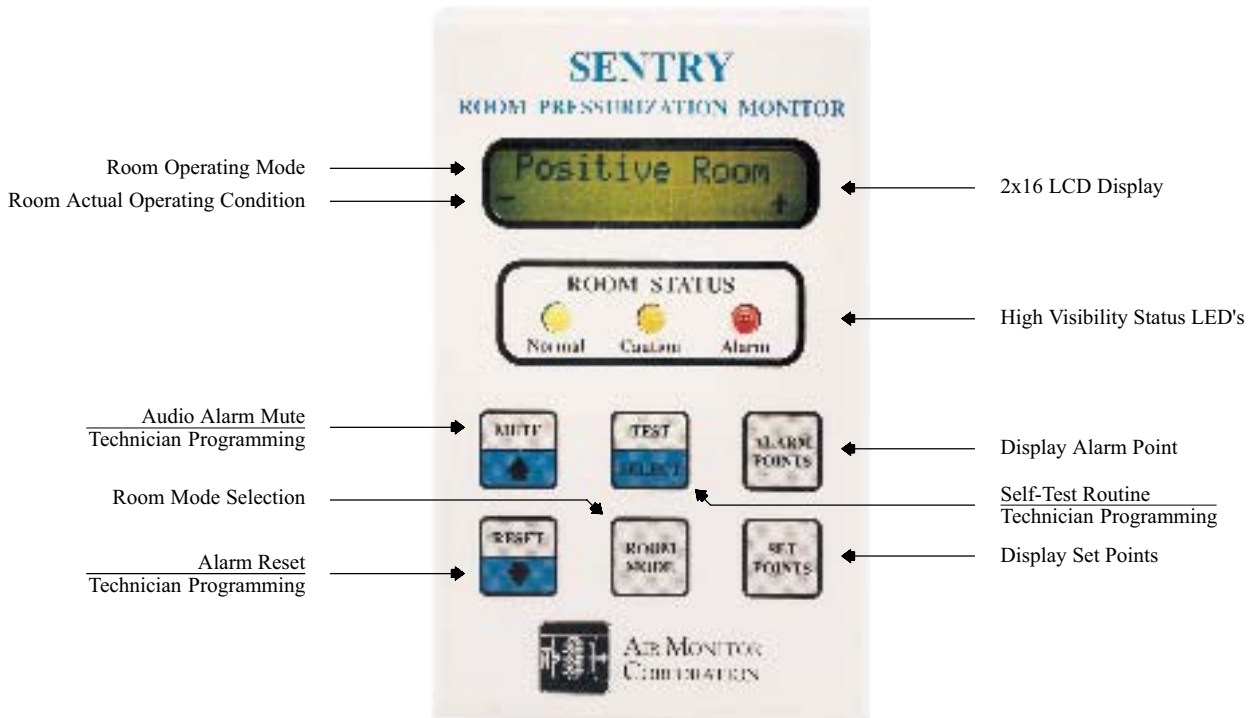 SENTRY
ROOM PRESSURIZATION MONITOR
Room Operating Mode
Positive Room
Room Actual Operating Condition
- +
2x16 LCD Display
ROOM STATUS
Normal Caution Alarm
High Visibility Status LED's
Audio Alarm Mute
Technician Programming
MUTE
TEST
SELECT
ALARM
POINTS
Display Alarm Point
Room Mode Selection
Self-Test Routine
Technician Programming
Alarm Reset
Technician Programming
RESET
ROOM
MODE
SET
POINTS
Display Set Points
AIR MONITOR
CORPORATION